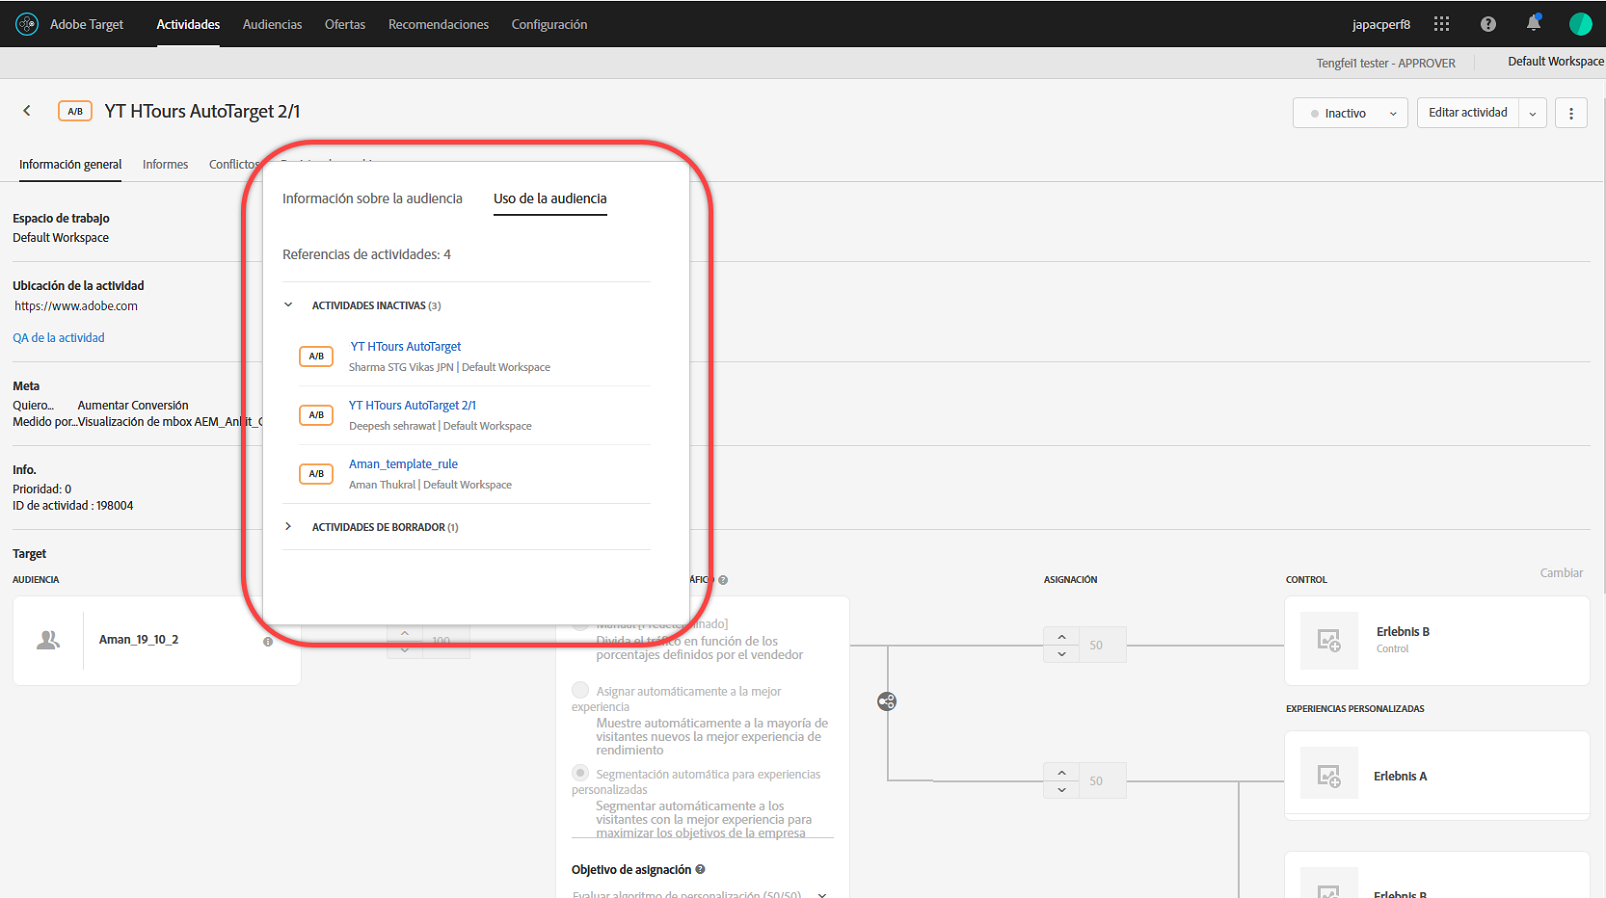 Adobe Target
Actividades
Audiencias
Ofertas
Recomendaciones
Configuración
japacperf8
Tengfei1 tester - APPROVER
Default Workspace
A/B
YT HTours AutoTarget 2/1
Inactivo
Editar actividad
Información general
Informes
Conflictos
Espacio de trabajo
Default Workspace
Ubicación de la actividad
https://www.adobe.com
QA de la actividad
Meta
Quiero... Aumentar Conversión
Medido por...Visualización de mbox
Info.
Prioridad: 0
ID de actividad : 198004
Target
AUDIENCIA
Aman_19_10_2
Información sobre la audiencia
Uso de la audiencia
Referencias de actividades: 4
ACTIVIDADES INACTIVAS (3)
A/B
YT HTours AutoTarget
Sharma STG Vikas JPN | Default Workspace
A/B
YT HTours AutoTarget 2/1
Deepesh sehrawat | Default Workspace
A/B
Aman_template_rule
Aman Thukral | Default Workspace
ACTIVIDADES DE BORRADOR (1)
100
Divida el tráfico en función de los
porcentajes definidos por el vendedor
Asignar automáticamente a la mejor
experiencia
Muestre automáticamente a la mayoría de
visitantes nuevos la mejor experiencia de
rendimiento
Segmentación automática para experiencias
personalizadas
Segmentar automáticamente a los
visitantes con la mejor experiencia para
maximizar los objetivos de la empresa
Objetivo de asignación
Evaluar algoritmo de personalización (50/50)
ASIGNACIÓN
50
50
CONTROL
Cambiar
Erlebnis B
Control
EXPERIENCIAS PERSONALIZADAS
Erlebnis A
Erlebnis B